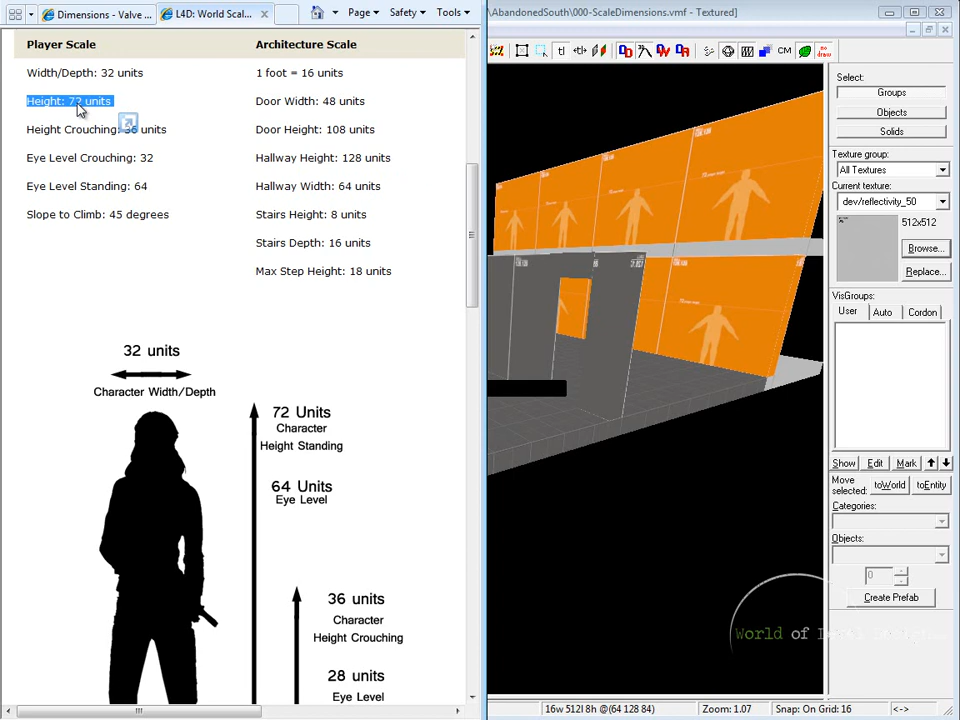 Dimensions - Valve ...
L4D: World Scal...
Page
Safety
Tools
\AbandonedSouth\000-ScaleDimensions.vmf - Textured]
Player Scale
Architecture Scale
Width/Depth: 32 units
1 foot = 16 units
Height: 72 units
Door Width: 48 units
Height Crouching: 36 units
Door Height: 108 units
Eye Level Crouching: 32
Hallway Height: 128 units
Eye Level Standing: 64
Hallway Width: 64 units
Slope to Climb: 45 degrees
Stairs Height: 8 units
Stairs Depth: 16 units
Max Step Height: 18 units
32 units
Character Width/Depth
72 Units
Character
Height Standing
64 Units
Eye Level
36 units
Character
Height Crouching
28 units
Eye Level
CM
no
draw
Select:
Groups
Objects
Solids
Texture group:
All Textures
Current texture:
dev/reflectivity_50
512x512
Browse...
Replace...
VisGroups:
User
Auto
Cordon
Show
Edit
Mark
Move
selected:
toWorld
toEntity
Categories:
Objects:
0
Create Prefab
World of Level Design
16w 512l 8h @(64 128 84)
Zoom: 1.07
Snap: On Grid: 16
<->